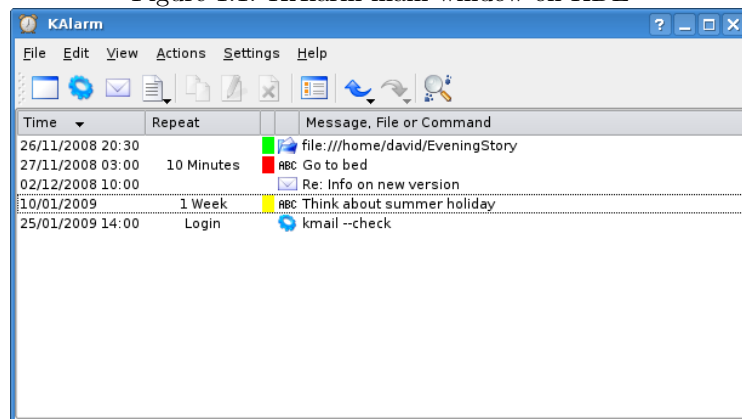 Figure 1.1: KAlarm main window on KDE
KAlarm
File Edit View Actions Settings Help
Time Repeat Message, File or Command
26/11/2008 20:30 file:///home/david/EveningStory
27/11/2008 03:00 10 Minutes ABC Go to bed
02/12/2008 10:00 Re: Info on new version
10/01/2009 1 Week ABC Think about summer holiday
25/01/2009 14:00 Login kmail --check